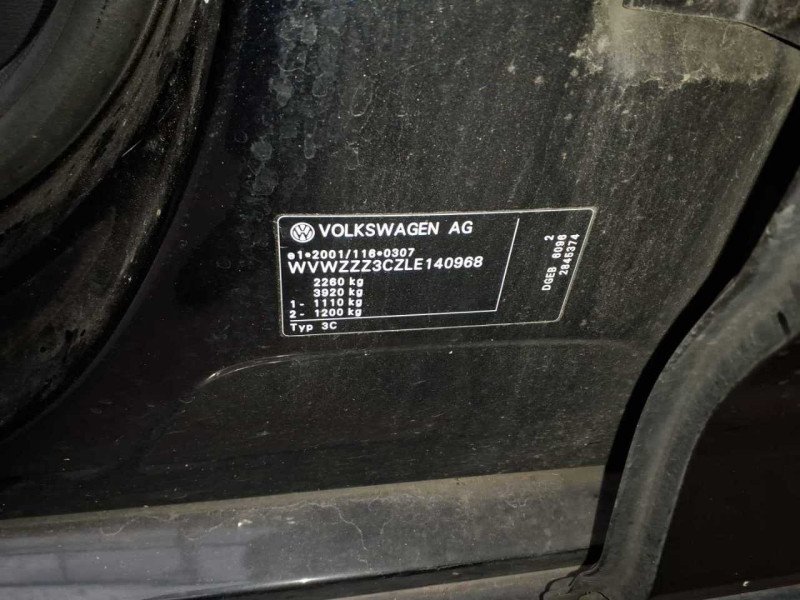 VOLKSWAGEN AG
e1*2001/116*0307
WVWZZZ3CZLE140968
2260 kg
3920 kg
1 - 1110 kg
2 - 1200 kg
Typ 3C
DGEB 6096 2
2845374